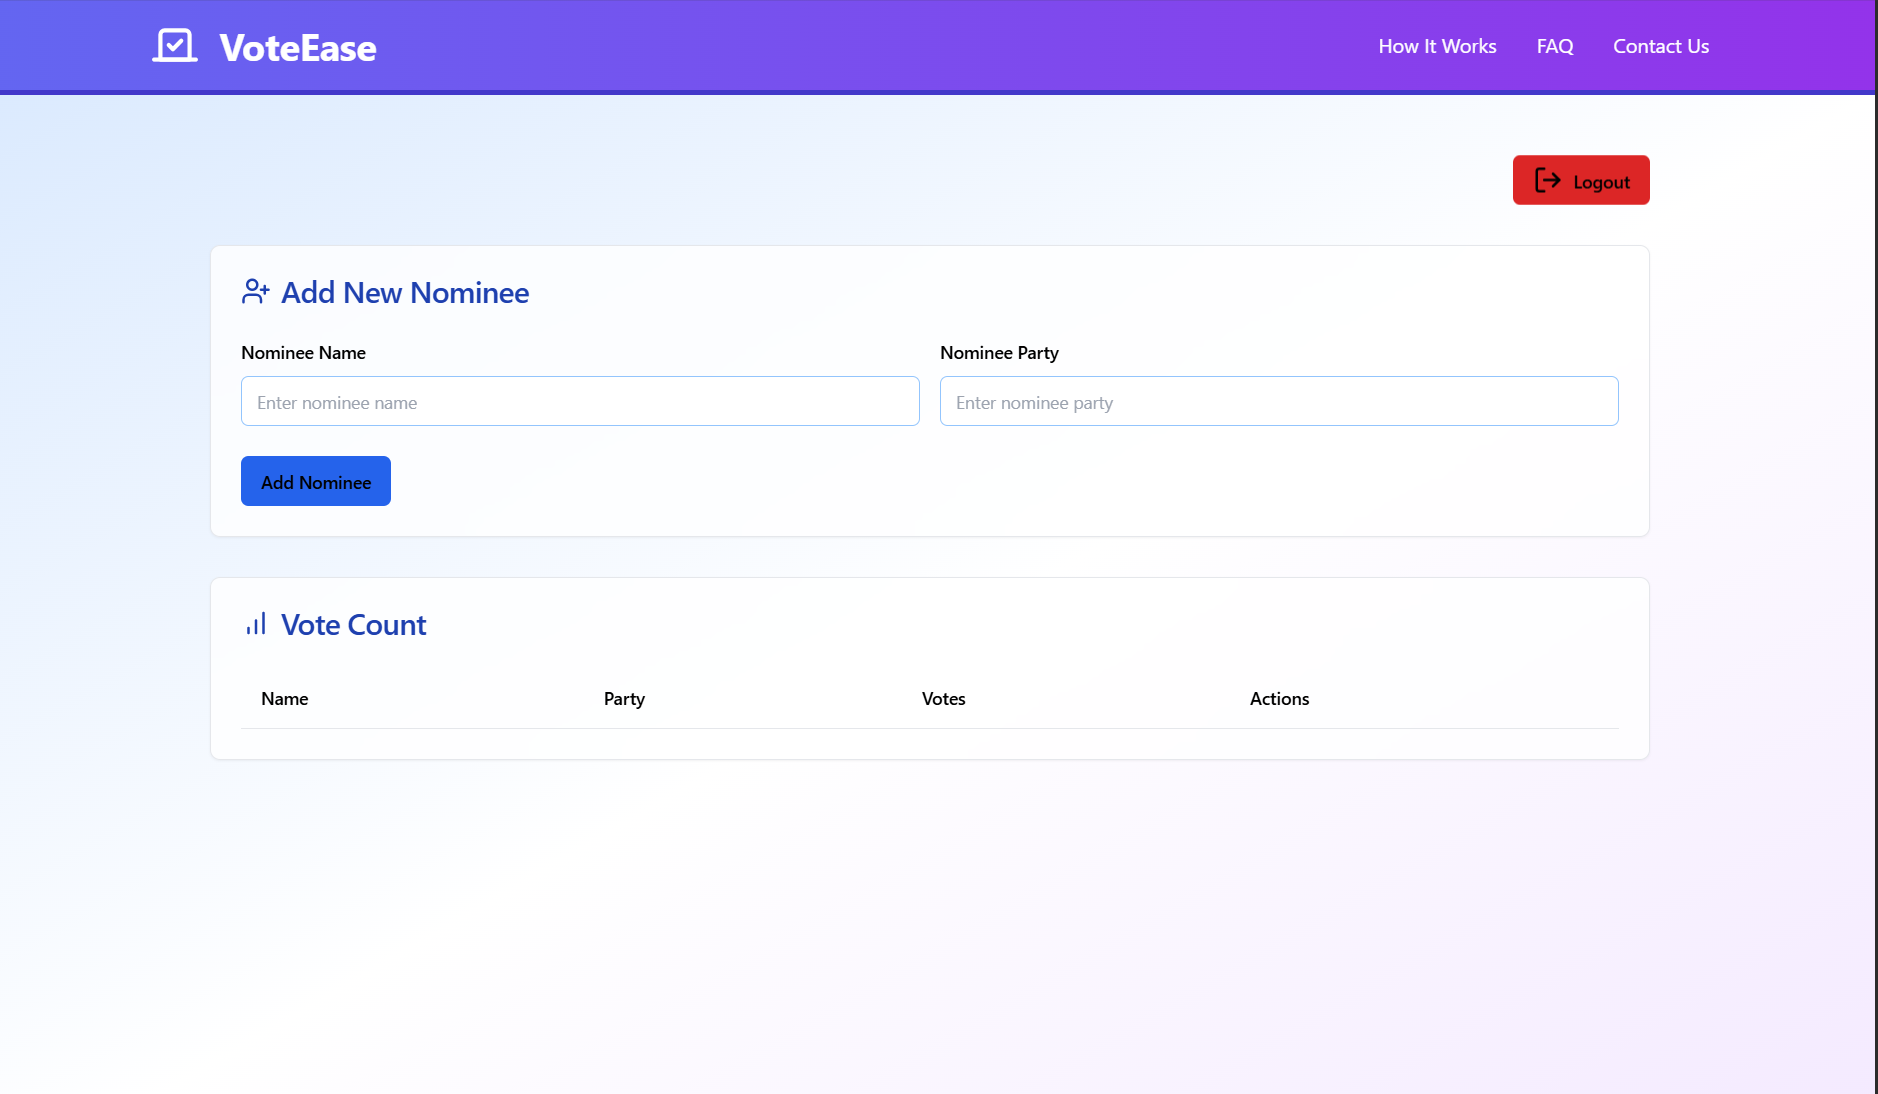 VoteEase
How It Works FAQ Contact Us
Logout
Add New Nominee
Nominee Name Nominee Party
Enter nominee name Enter nominee party
Add Nominee
Vote Count
Name Party Votes Actions